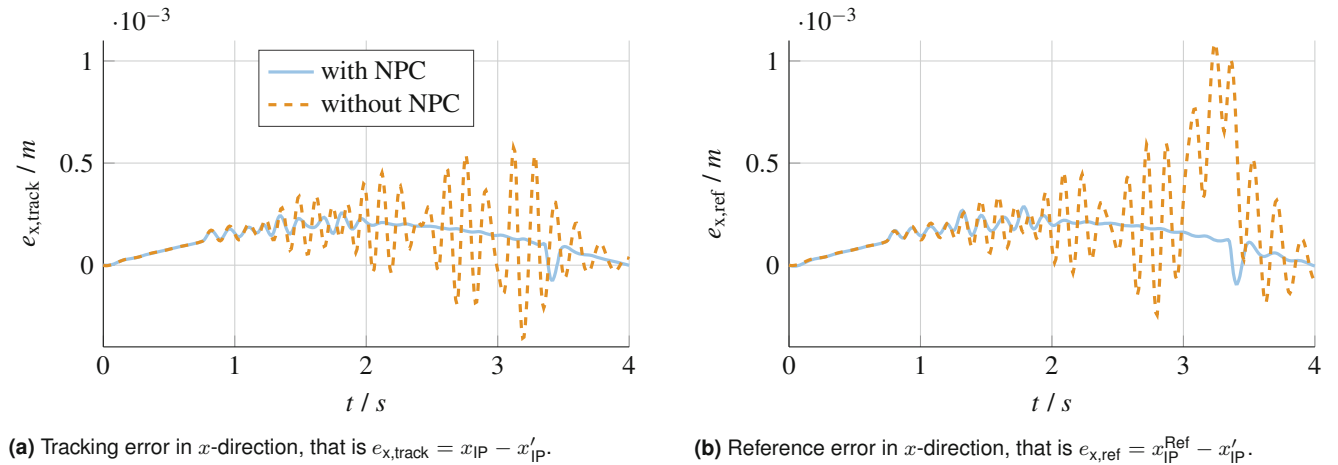 ·10⁻³
1
0.5
0
e_x,track / m
with NPC
without NPC
0 1 2 3 4
t / s
(a) Tracking error in x-direction, that is e_x,track = x_IP − x′_IP.
·10⁻³
1
0.5
0
e_x,ref / m
0 1 2 3 4
t / s
(b) Reference error in x-direction, that is e_x,ref = x_IP^Ref − x′_IP.